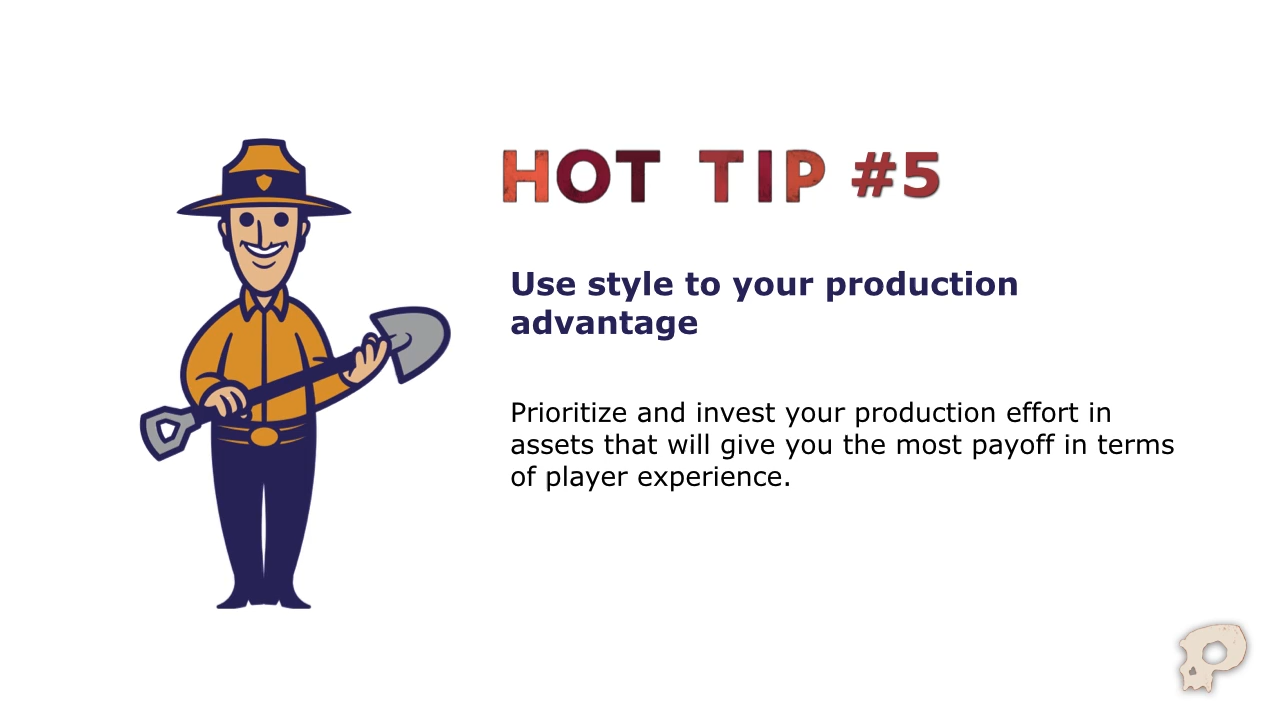 HOT TIP #5
Use style to your production
advantage
Prioritize and invest your production effort in
assets that will give you the most payoff in terms
of player experience.